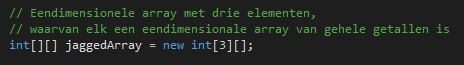 // Eendimensionele array met drie elementen,
// waarvan elk een eendimensionale array van gehele getallen is
int[][] jaggedArray = new int[3][];